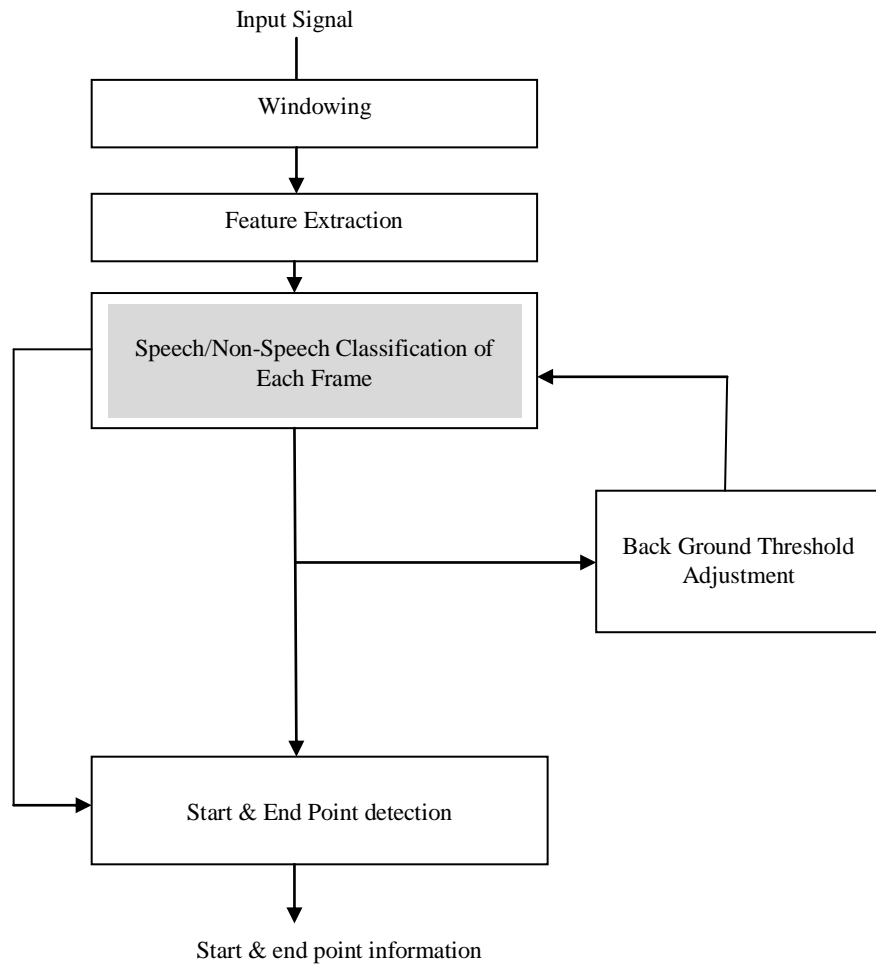 Input Signal
Windowing
Feature Extraction
Speech/Non-Speech Classification of
Each Frame
Back Ground Threshold
Adjustment
Start & End Point detection
Start & end point information